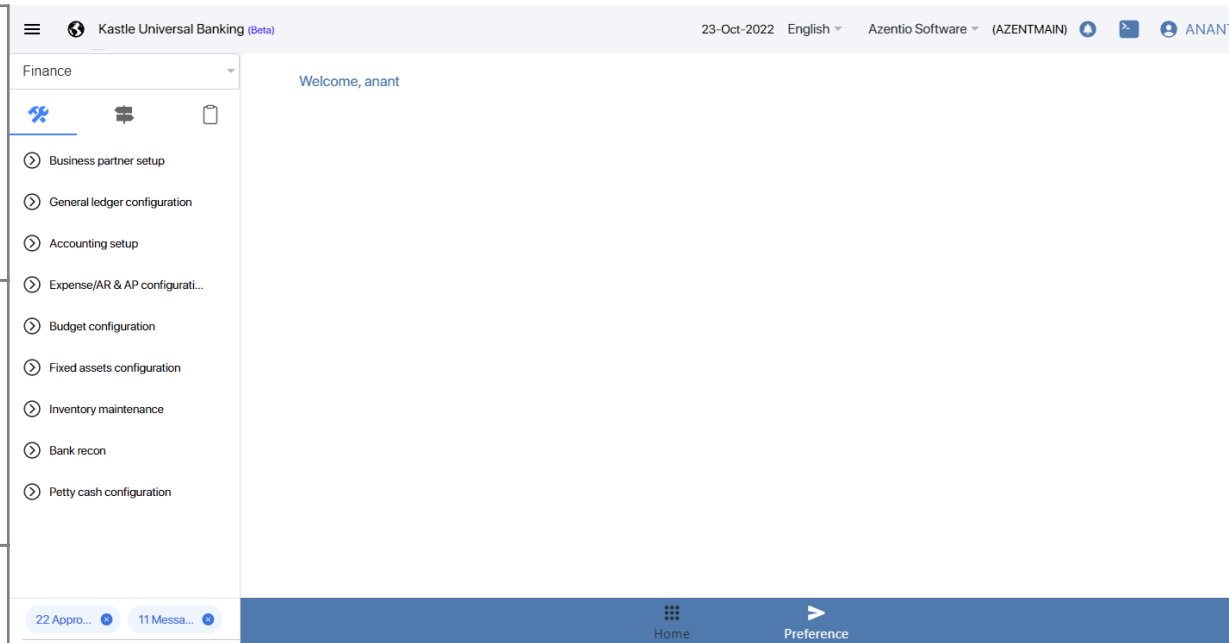 Kastle Universal Banking (Beta)
23-Oct-2022 English Azentio Software (AZENTMAIN) ANANT
Finance
Welcome, anant
Business partner setup
General ledger configuration
Accounting setup
Expense/AR & AP configurati...
Budget configuration
Fixed assets configuration
Inventory maintenance
Bank recon
Petty cash configuration
22 Appro... 11 Messa...
Home Preference